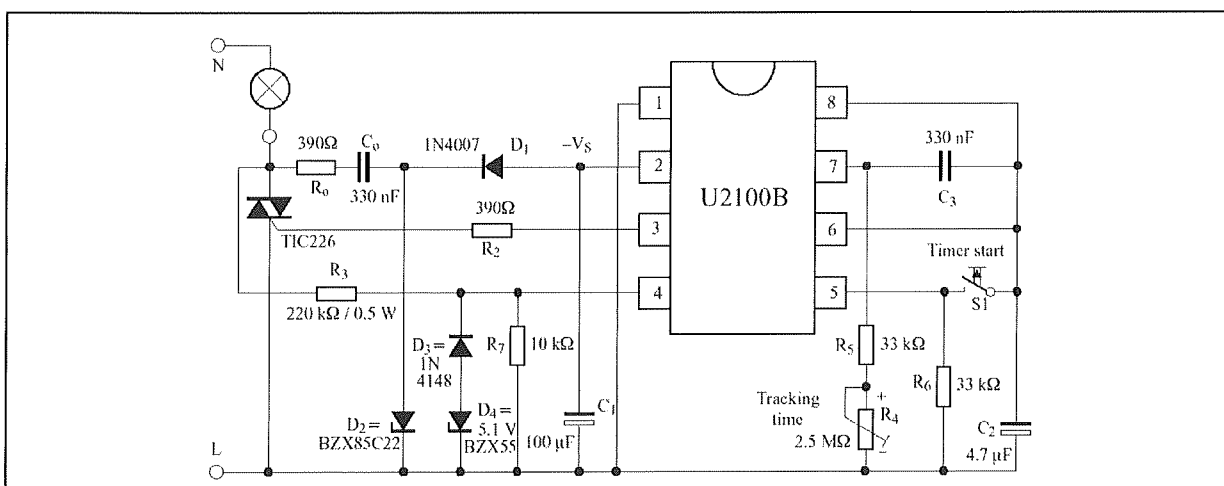 N
390Ω
C₀
1N4007
D₁
–V_S
R₀
330 nF
TIC226
390Ω
R₂
R₃
220 kΩ / 0.5 W
D₃=
1N
4148
R₇
10 kΩ
D₂=
BZX85C22
D₄=
5.1 V
BZX55
C₁
100 μF
L
1
2
3
4
U2100B
8
7
6
5
330 nF
C₃
Timer start
S1
R₅
33 kΩ
R₆
33 kΩ
Tracking
time
+
R₄
2.5 MΩ
C₂
4.7 μF